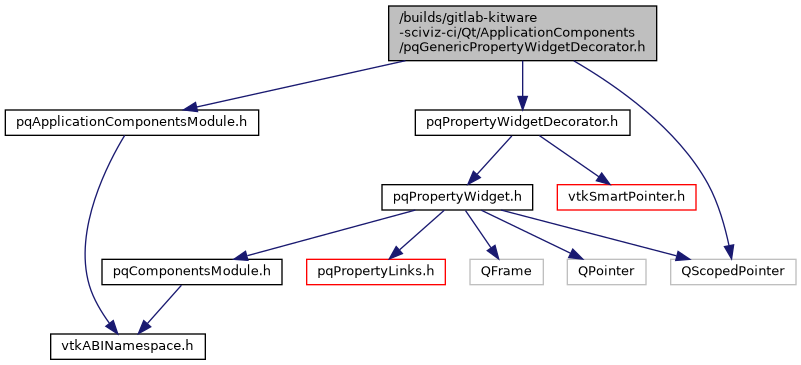 /builds/gitlab-kitware
-sciviz-ci/Qt/ApplicationComponents
/pqGenericPropertyWidgetDecorator.h
pqApplicationComponentsModule.h
pqPropertyWidgetDecorator.h
pqPropertyWidget.h
vtkSmartPointer.h
pqComponentsModule.h
pqPropertyLinks.h
QFrame
QPointer
QScopedPointer
vtkABINamespace.h